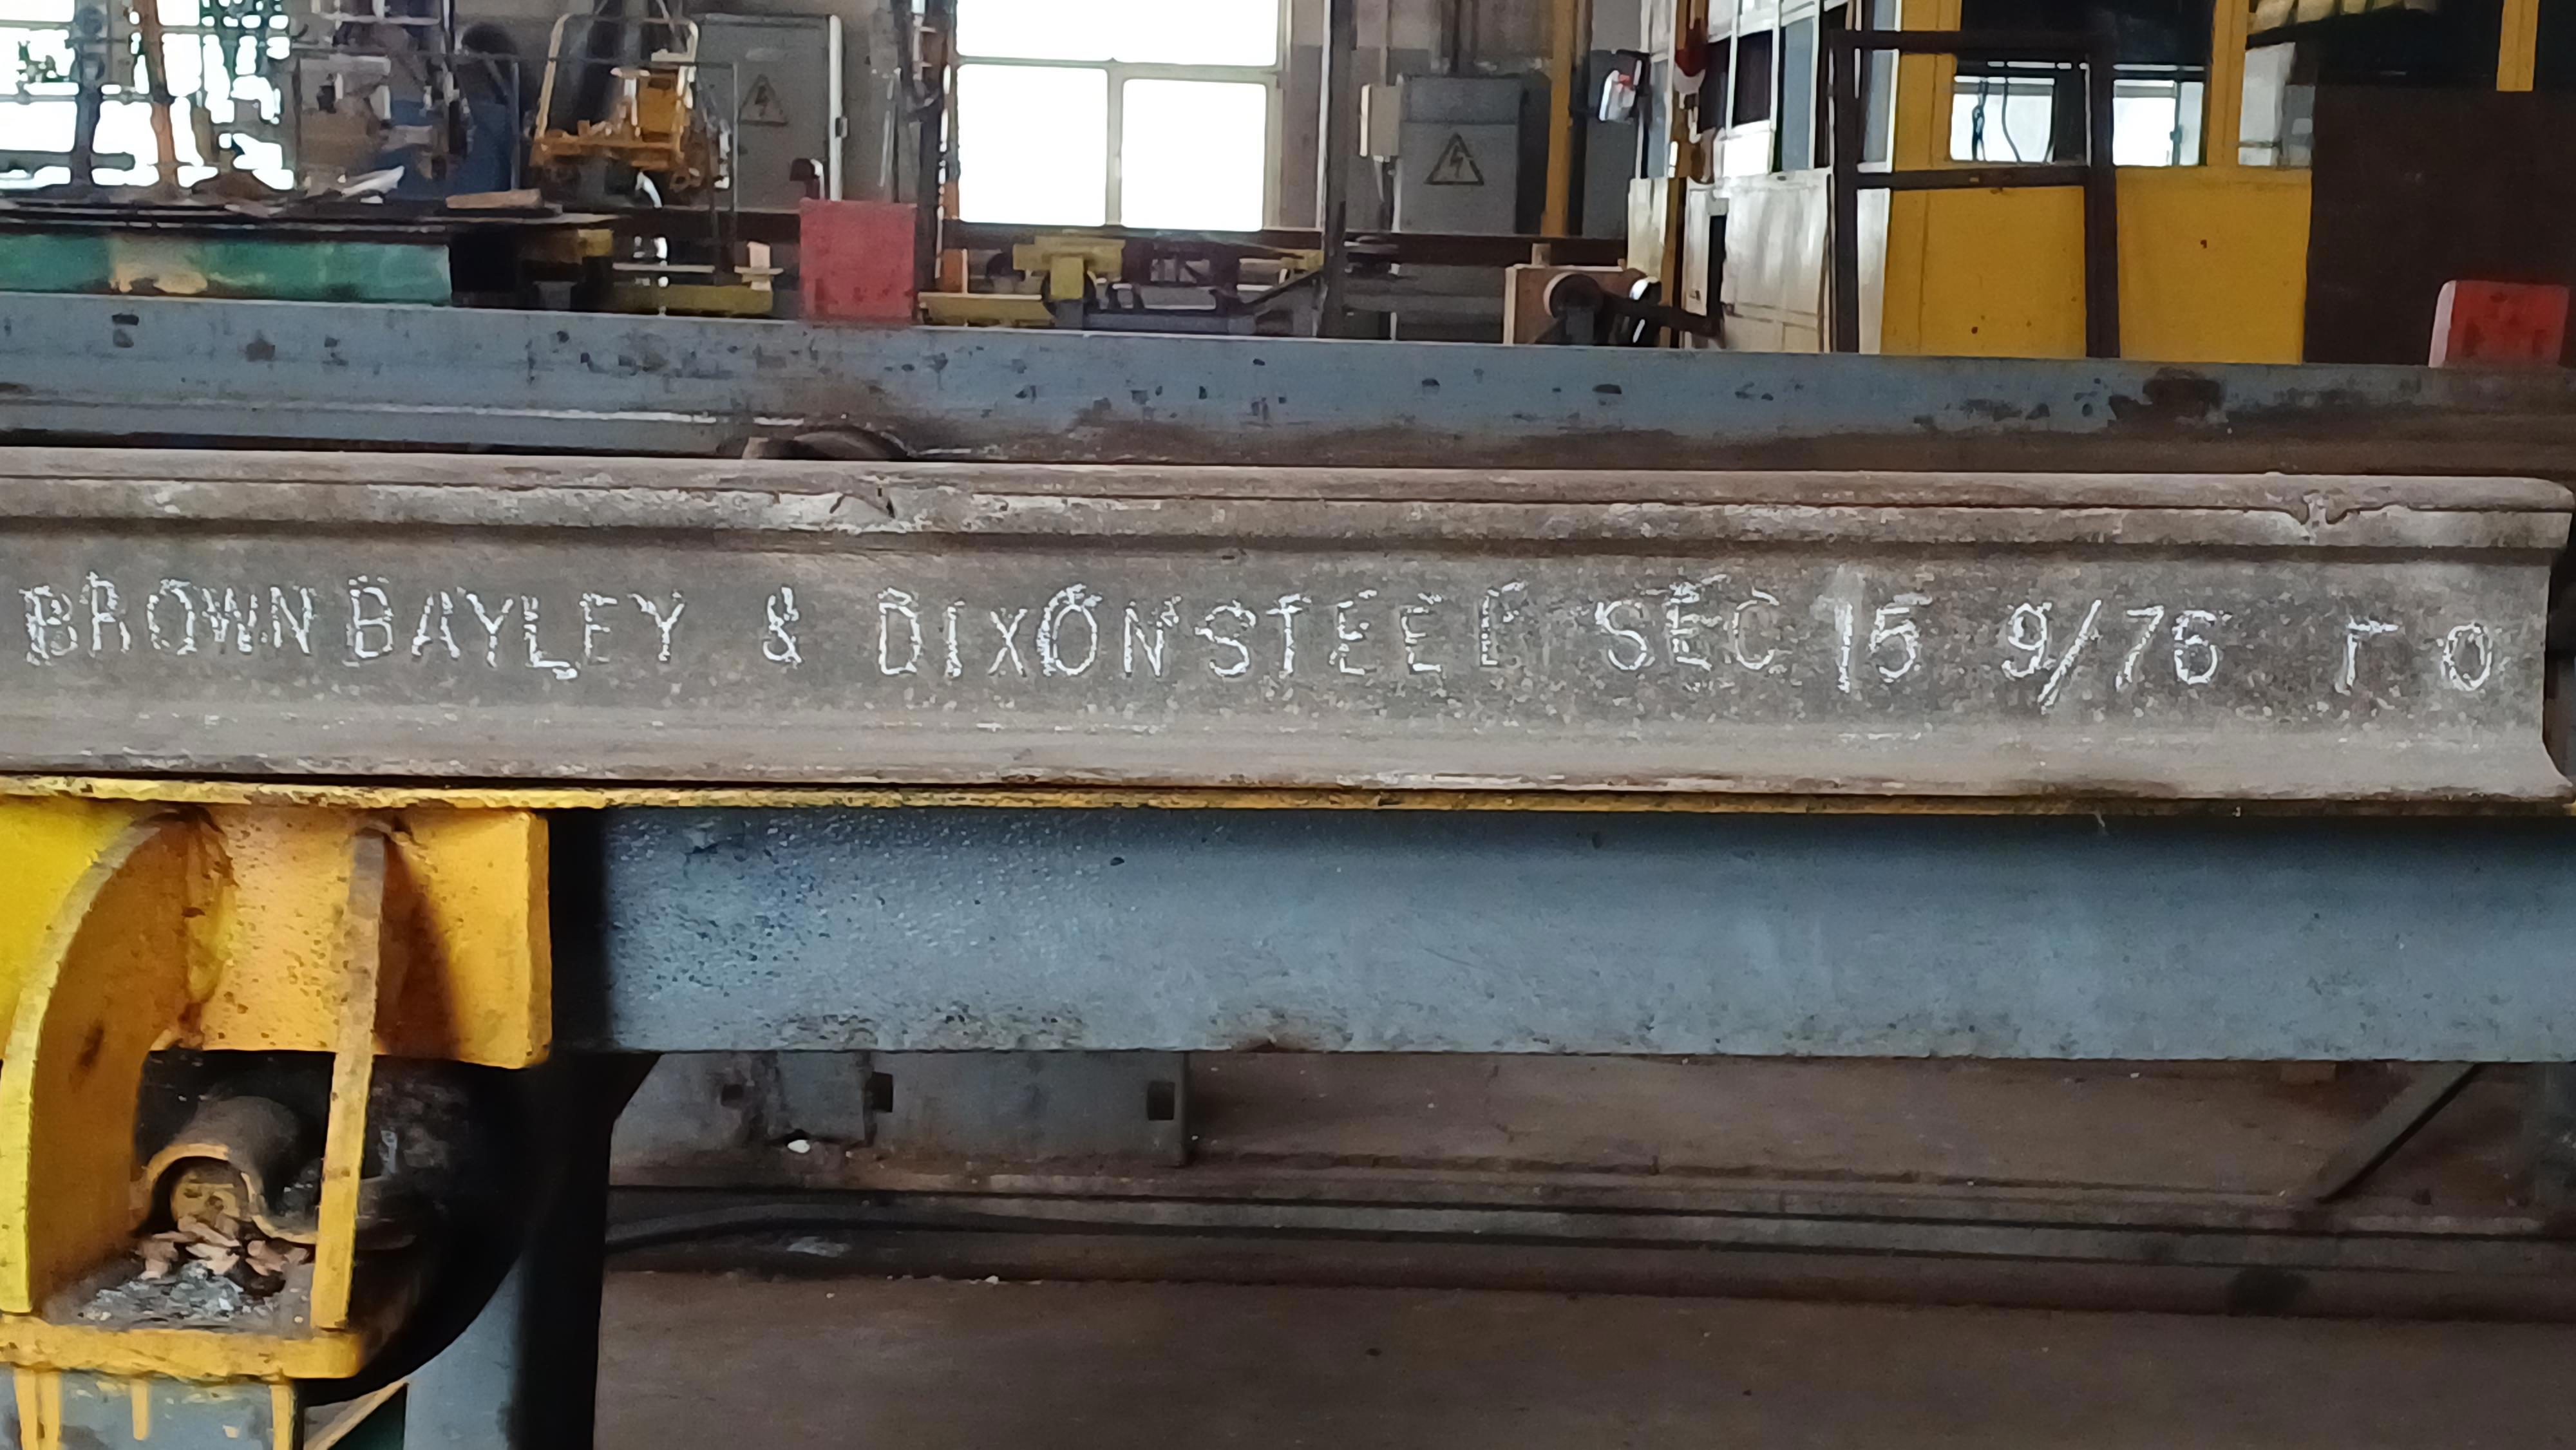 BROWN BAYLEY & DIXON STEEL SEC 15 9/76 T O